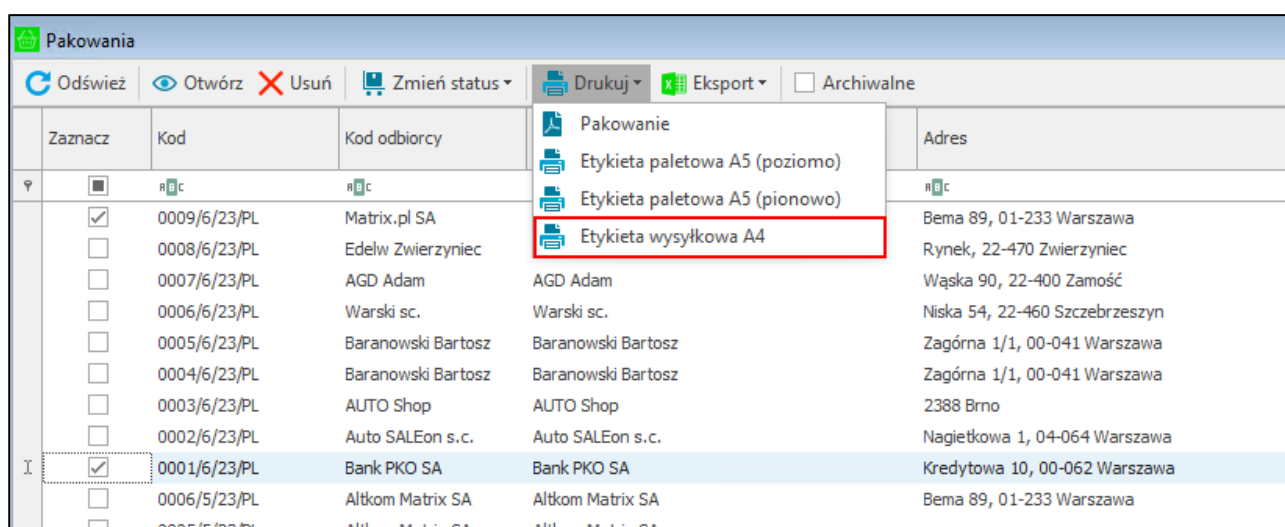 Pakowania
Odśwież Otwórz Usuń Zmień status Drukuj Eksport Archiwalne
Zaznacz Kod Kod odbiorcy Adres
Pakowanie
Etykieta paletowa A5 (poziomo)
Etykieta paletowa A5 (pionowo)
Etykieta wysyłkowa A4
ABC ABC ABC
0009/6/23/PL Matrix.pl SA Bema 89, 01-233 Warszawa
0008/6/23/PL Edelw Zwierzyniec Rynek, 22-470 Zwierzyniec
0007/6/23/PL AGD Adam AGD Adam Wąska 90, 22-400 Zamość
0006/6/23/PL Warski sc. Warski sc. Niska 54, 22-460 Szczebrzeszyn
0005/6/23/PL Baranowski Bartosz Baranowski Bartosz Zagórna 1/1, 00-041 Warszawa
0004/6/23/PL Baranowski Bartosz Baranowski Bartosz Zagórna 1/1, 00-041 Warszawa
0003/6/23/PL AUTO Shop AUTO Shop 2388 Brno
0002/6/23/PL Auto SALEon s.c. Auto SALEon s.c. Nagietkowa 1, 04-064 Warszawa
0001/6/23/PL Bank PKO SA Bank PKO SA Kredytowa 10, 00-062 Warszawa
0006/5/23/PL Altkom Matrix SA Altkom Matrix SA Bema 89, 01-233 Warszawa